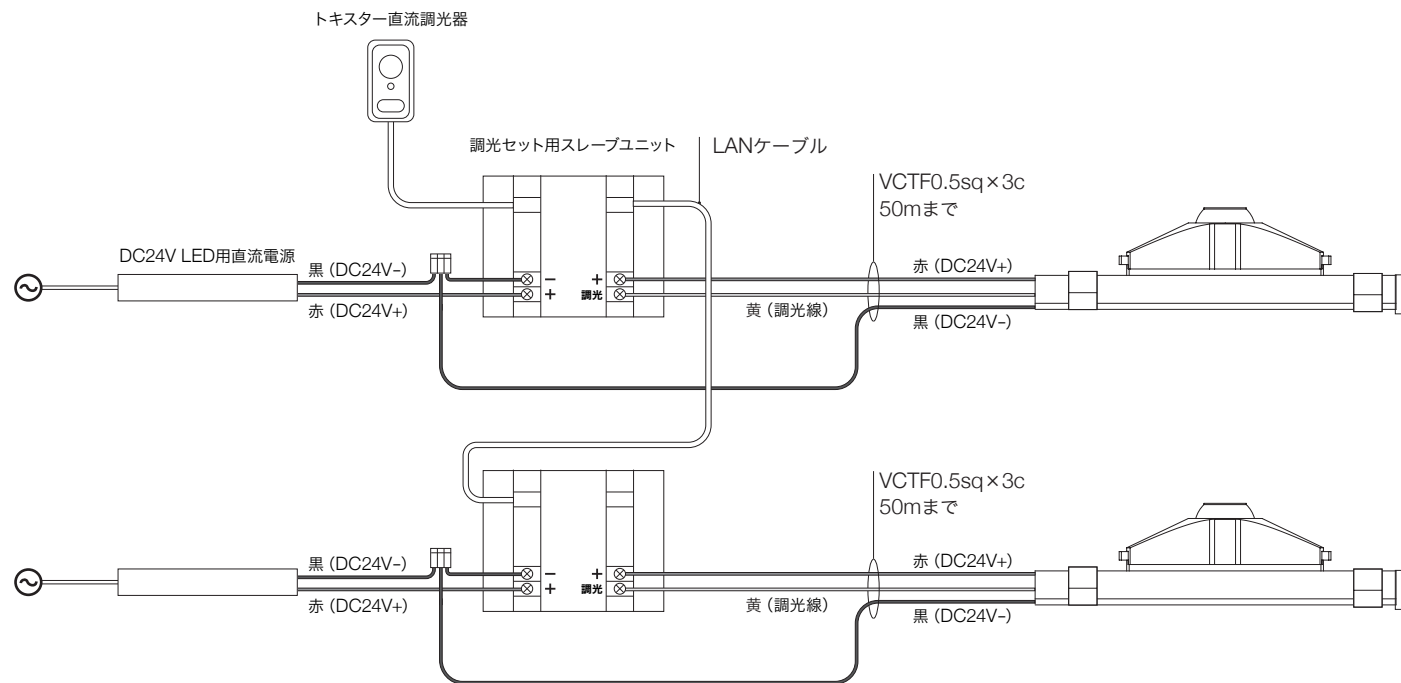 トキスター直流調光器
調光セット用スレーブユニット
LANケーブル
VCTF0.5sq×3c
50mまで
DC24V LED用直流電源
黒 (DC24V-)
赤 (DC24V+)
-
+
+
調光
赤 (DC24V+)
黄 (調光線)
黒 (DC24V-)
VCTF0.5sq×3c
50mまで
黒 (DC24V-)
赤 (DC24V+)
-
+
+
調光
赤 (DC24V+)
黄 (調光線)
黒 (DC24V-)